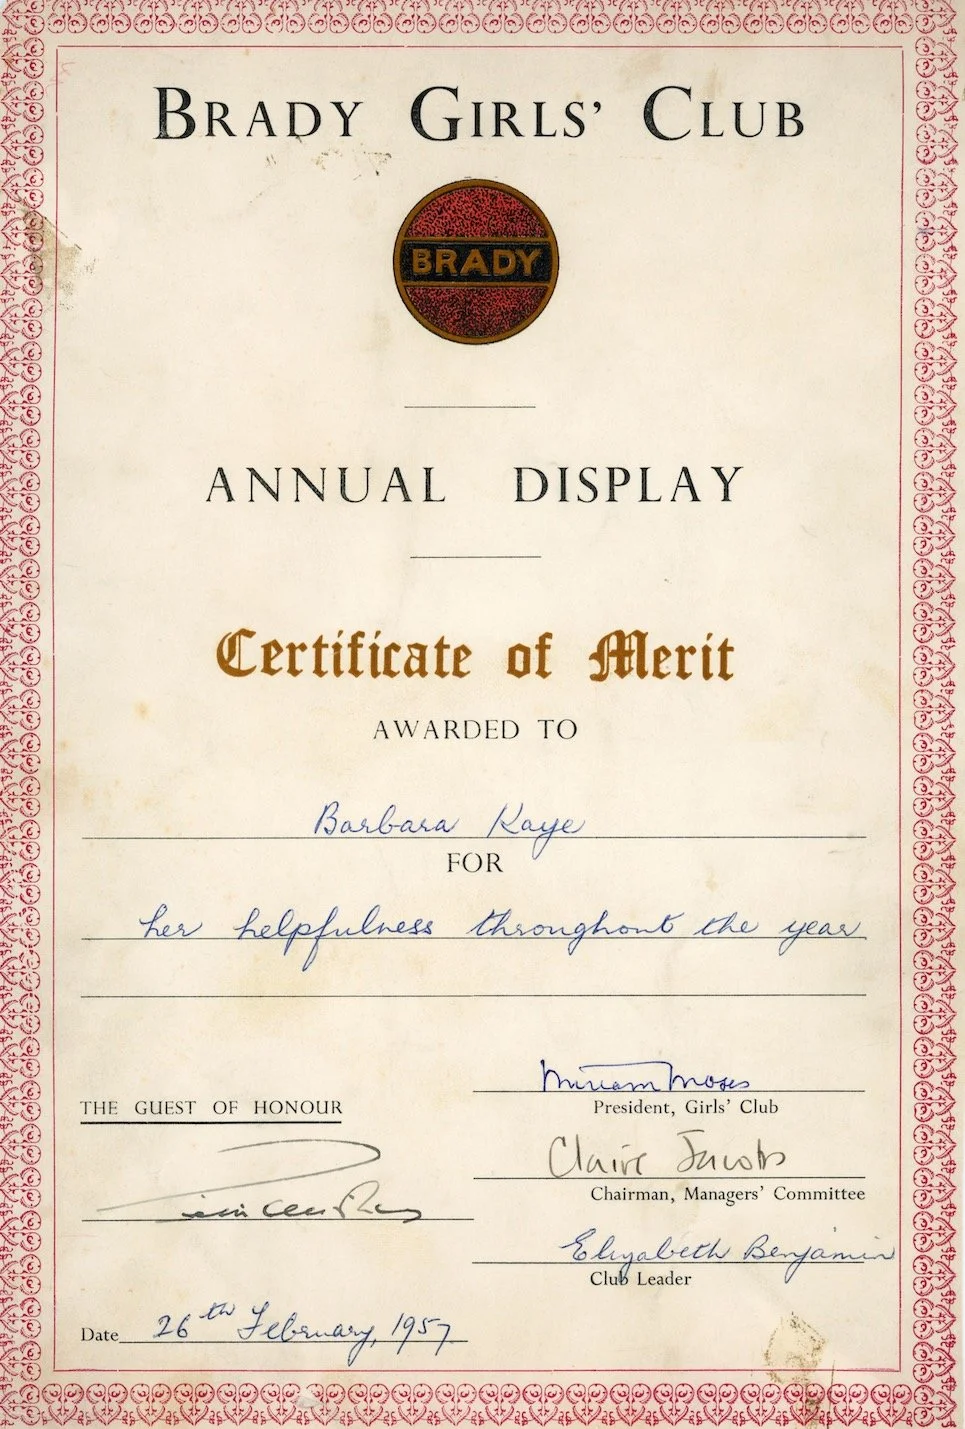 BRADY GIRLS' CLUB
BRADY
ANNUAL DISPLAY
Certificate of Merit
AWARDED TO
Barbara Kaye
FOR
her helpfulness throughout the year
Miriam Moses
President, Girls' Club
THE GUEST OF HONOUR
Claire Jacobs
Chairman, Managers' Committee
Elizabeth Benjamin
Club Leader
Date 26th February, 1957